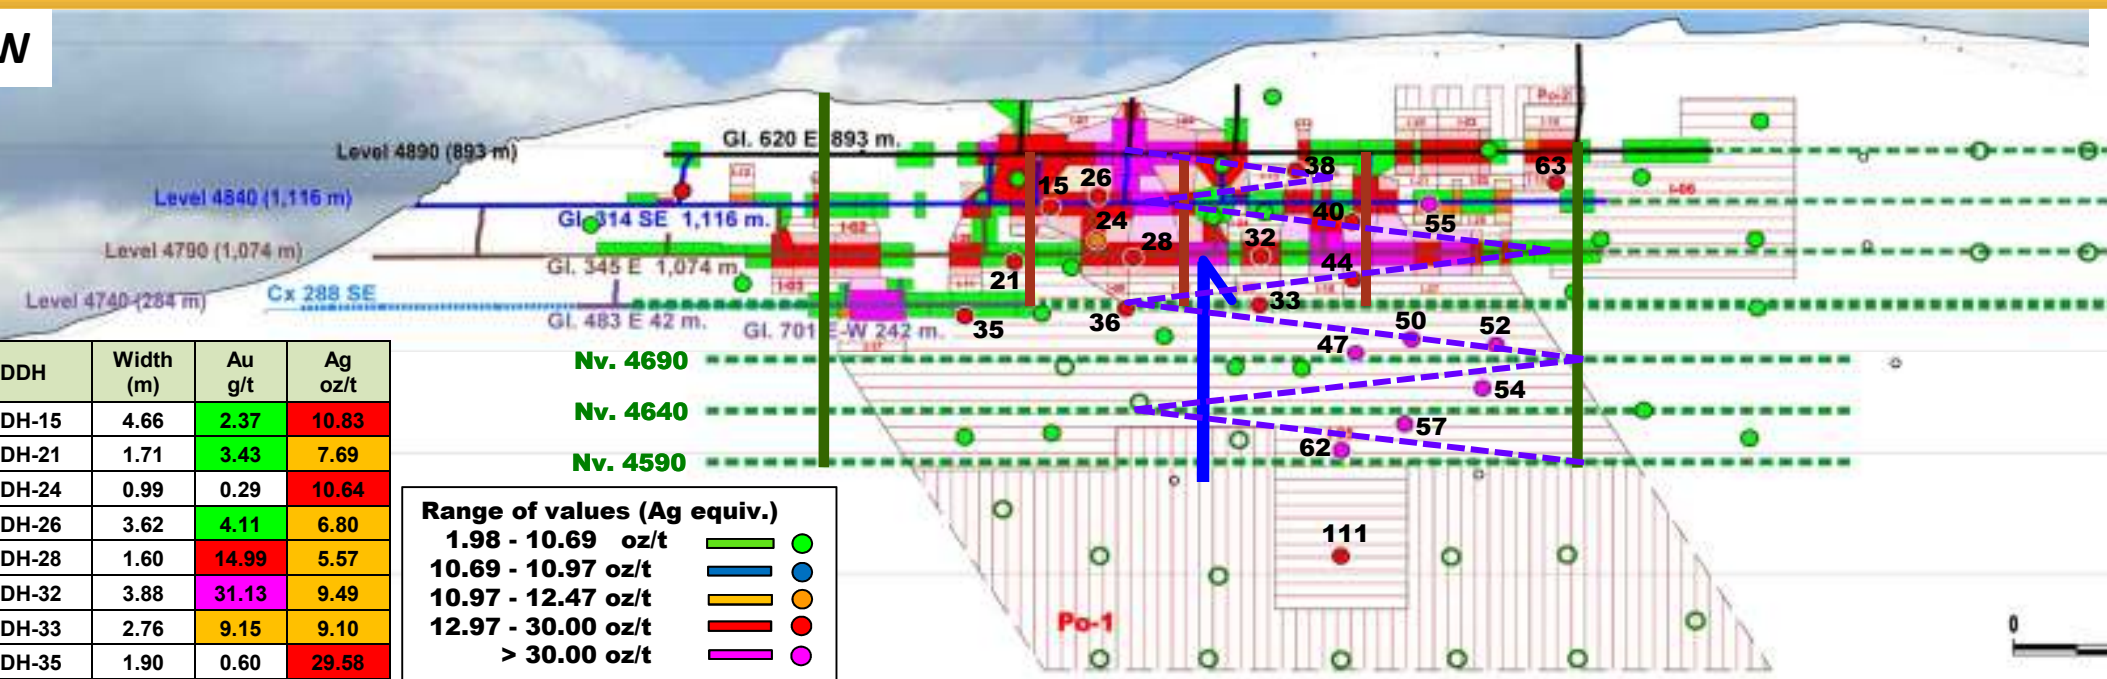 W
Level 4890 (893 m)
Gl. 620 E 893 m.
Po-2
38
63
26
15
Level 4840 (1,116 m)
Gl. 314 SE 1,116 m.
24
40
55
I-06
28
32
Level 4790 (1,074 m)
Gl. 345 E 1,074 m.
44
21
I-03
Cx 288 SE
Level 4740 (284 m)
33
Gl. 483 E 42 m.
Gl. 701 E-W 242 m.
35
36
50
52
47
Nv. 4690
54
Nv. 4640
57
62
Nv. 4590
111
Po-1
0
DDH Width (m) Au g/t Ag oz/t
DH-15 4.66 2.37 10.83
DH-21 1.71 3.43 7.69
DH-24 0.99 0.29 10.64
DH-26 3.62 4.11 6.80
DH-28 1.60 14.99 5.57
DH-32 3.88 31.13 9.49
DH-33 2.76 9.15 9.10
DH-35 1.90 0.60 29.58
Range of values (Ag equiv.)
1.98 - 10.69 oz/t
10.69 - 10.97 oz/t
10.97 - 12.47 oz/t
12.97 - 30.00 oz/t
> 30.00 oz/t